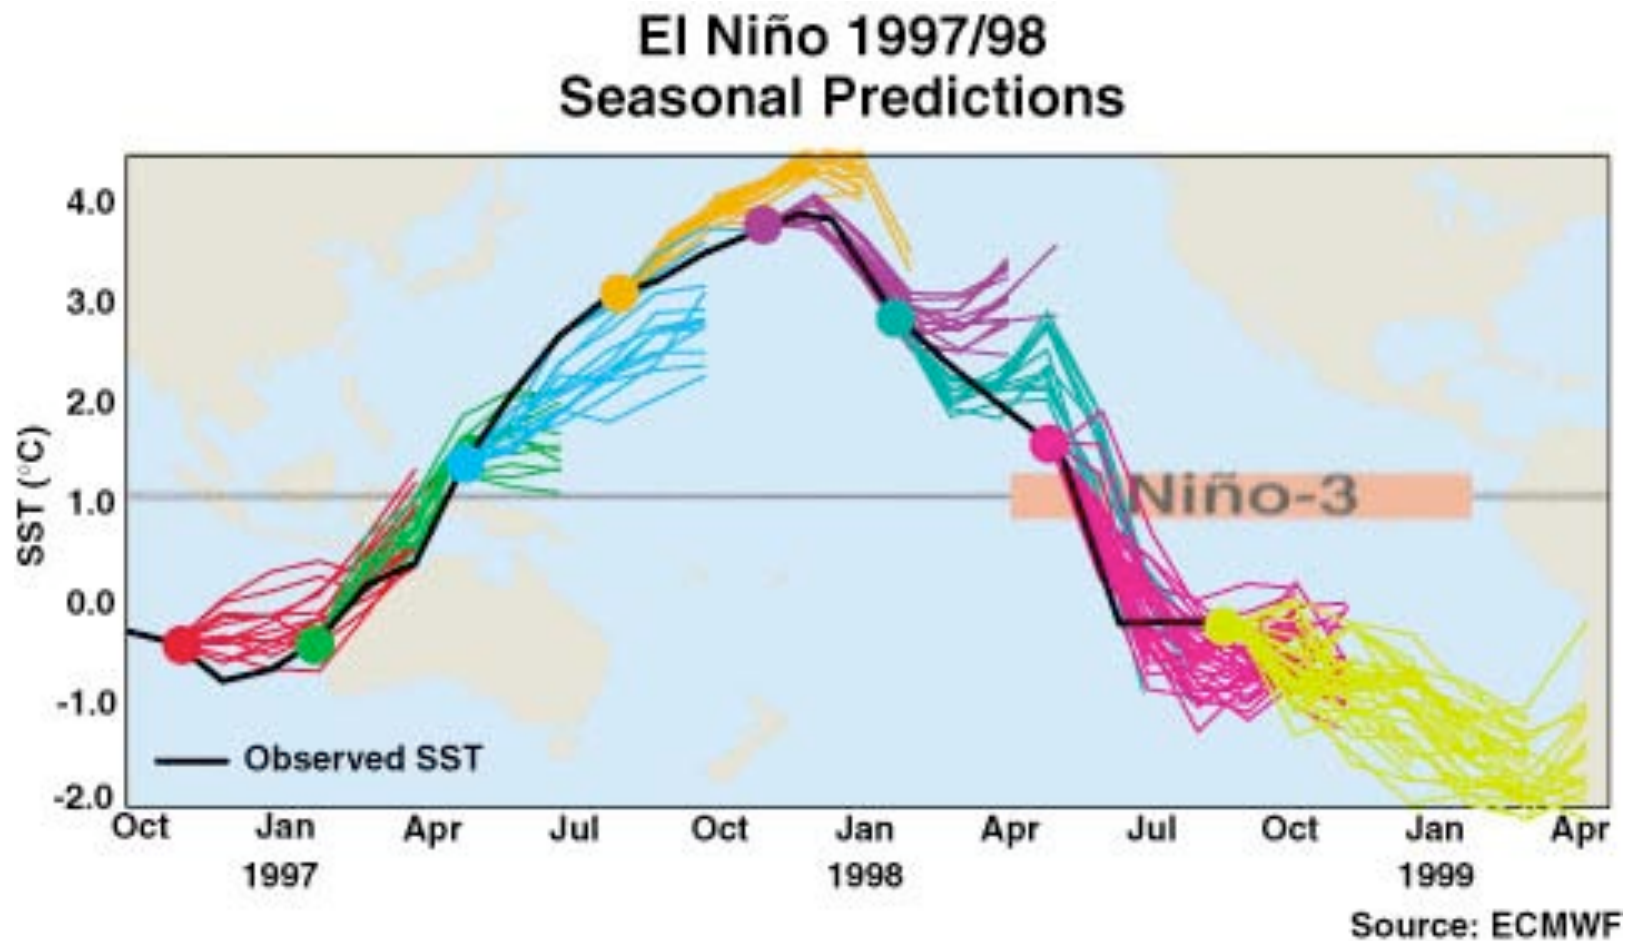 El Niño 1997/98
Seasonal Predictions
4.0
3.0
2.0
1.0
0.0
-1.0
-2.0
SST (°C)
Niño-3
Observed SST
Oct Jan Apr Jul Oct Jan Apr Jul Oct Jan Apr
1997 1998 1999
Source: ECMWF